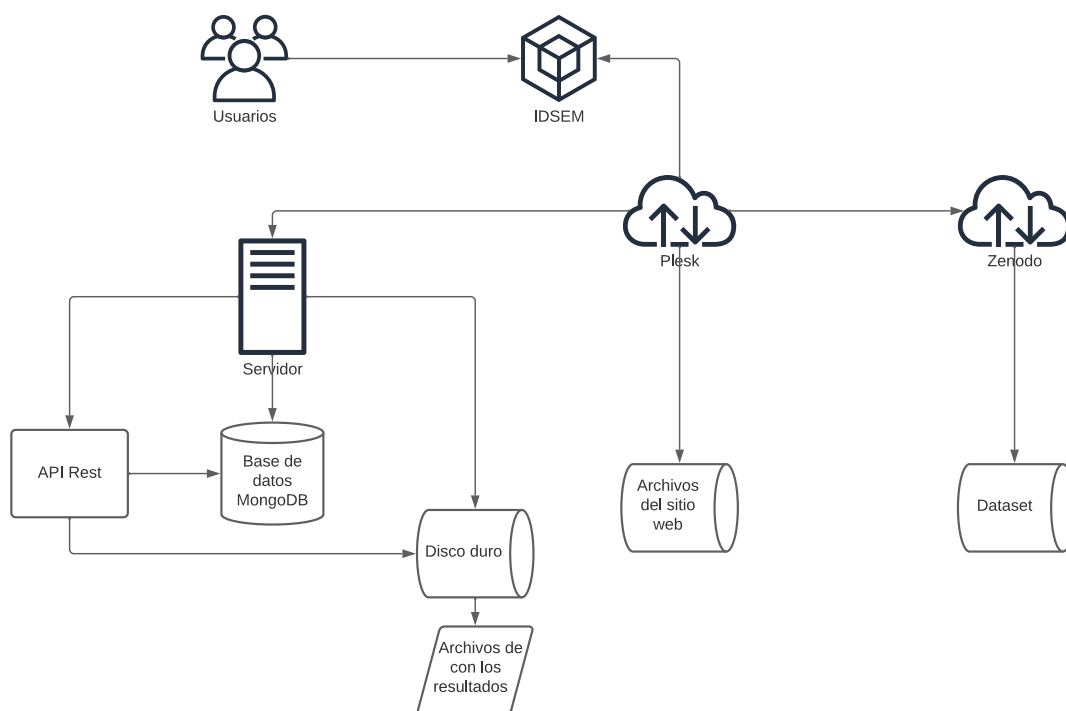 Usuarios
IDSEM
Plesk
Zenodo
Servidor
API Rest
Base de
datos
MongoDB
Archivos
del sitio
web
Dataset
Disco duro
Archivos de
con los
resultados